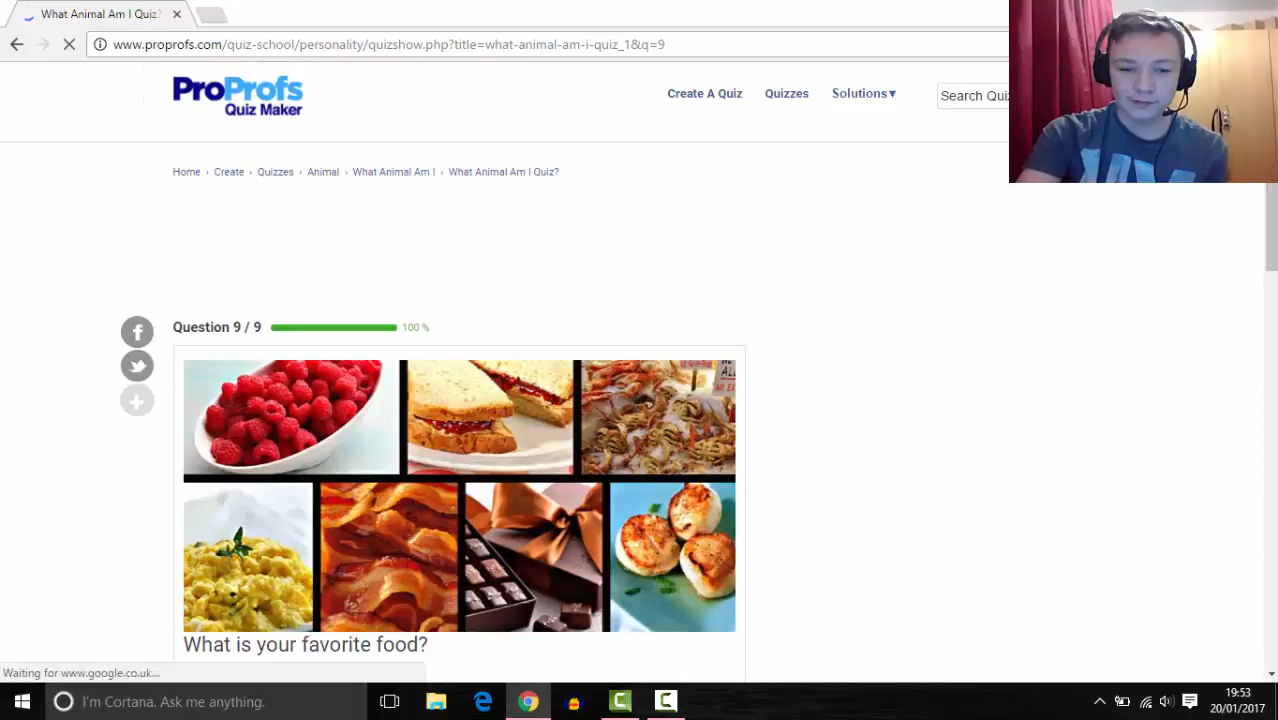 What Animal Am I Quiz?
www.proprofs.com/quiz-school/personality/quizshow.php?title=what-animal-am-i-quiz_1&q=9
ProProfs
Quiz Maker
Create A Quiz
Quizzes
Solutions▾
Search Qui
Home › Create › Quizzes › Animal › What Animal Am I › What Animal Am I Quiz?
Question 9 / 9
100 %
What is your favorite food?
Waiting for www.google.co.uk...
I'm Cortana. Ask me anything.
19:53
20/01/2017